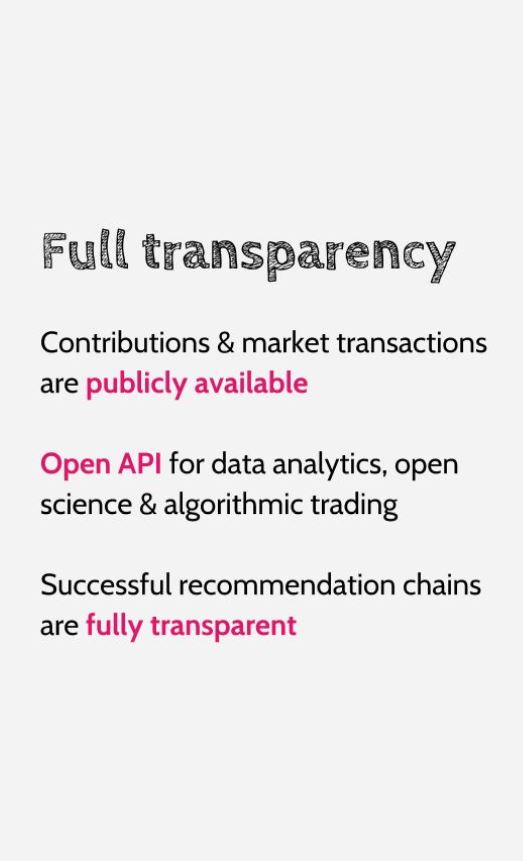 Full transparency
Contributions & market transactions
are publicly available
Open API for data analytics, open
science & algorithmic trading
Successful recommendation chains
are fully transparent